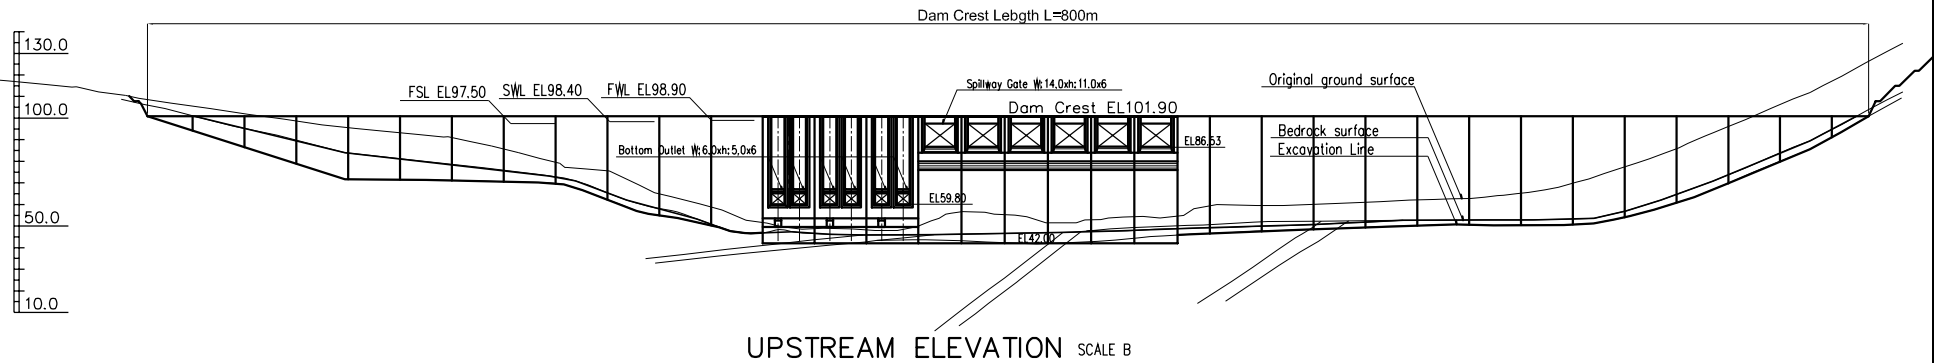 Dam Crest Lebgth L=800m
130.0
FSL EL97.50
SWL EL98.40
FWL EL98.90
Spillway Gate W;14.0xh;11.0x6
Original ground surface
100.0
Dam Crest EL101.90
Bedrock surface
EL86.63
Bottom Outlet W;6.0xh;5.0x6
Excavation Line
EL59.80
50.0
EL42.00
10.0
UPSTREAM ELEVATION SCALE B